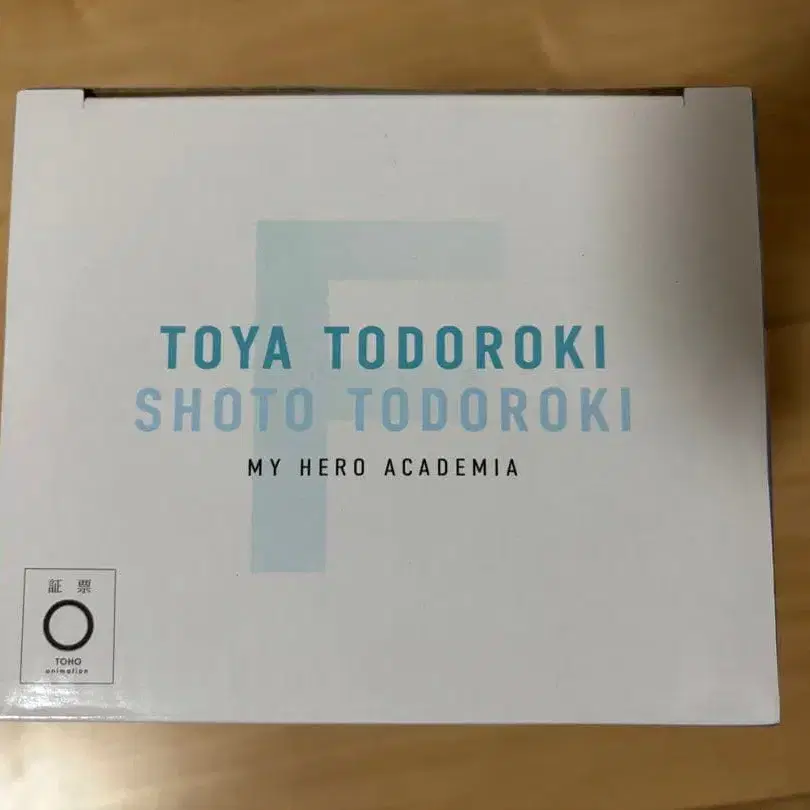 F
TOYA TODOROKI
SHOTO TODOROKI
MY HERO ACADEMIA
証票
TOHO
animation